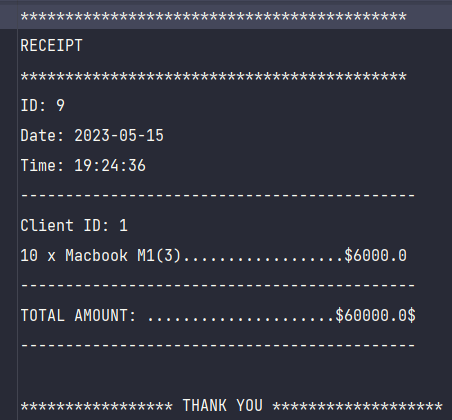 *******************************************
RECEIPT
*******************************************
ID: 9
Date: 2023-05-15
Time: 19:24:36
--------------------------------------------
Client ID: 1
10 x Macbook M1(3)..................$6000.0
--------------------------------------------
TOTAL AMOUNT: .....................$60000.0$
--------------------------------------------
***************** THANK YOU *******************